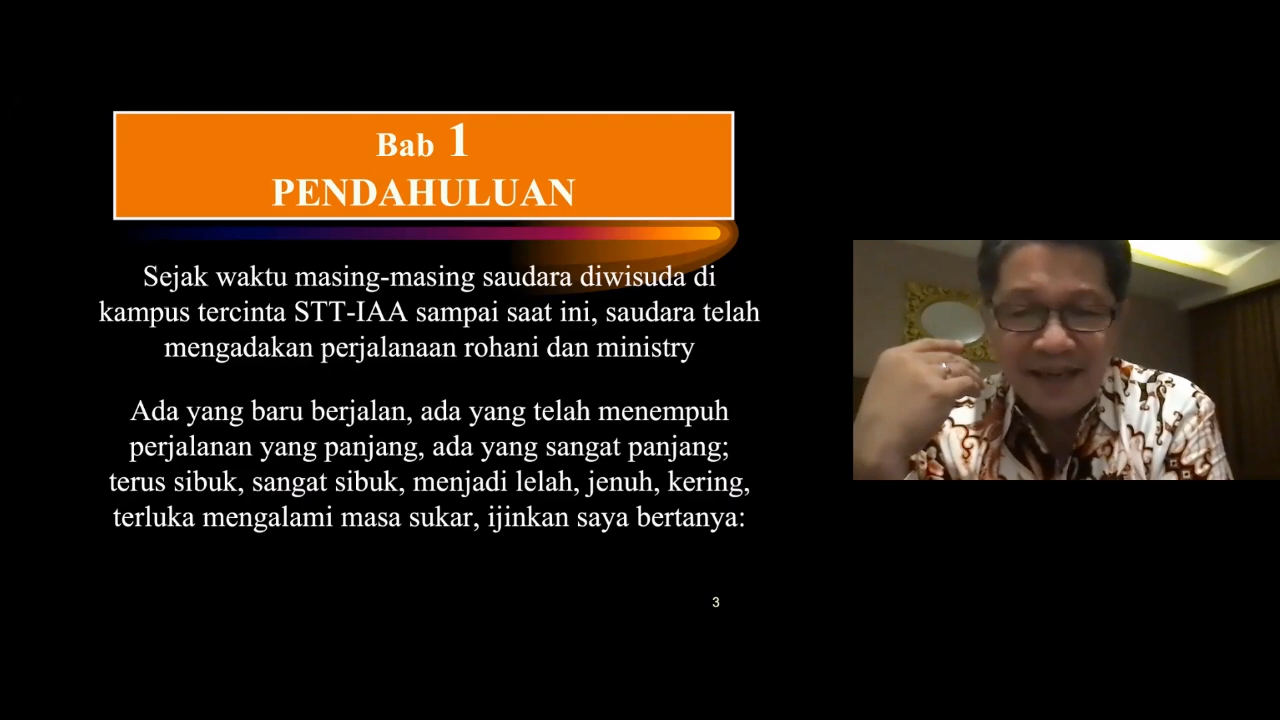 Bab 1
PENDAHULUAN
Sejak waktu masing-masing saudara diwisuda di
kampus tercinta STT-IAA sampai saat ini, saudara telah
mengadakan perjalanaan rohani dan ministry
Ada yang baru berjalan, ada yang telah menempuh
perjalanan yang panjang, ada yang sangat panjang;
terus sibuk, sangat sibuk, menjadi lelah, jenuh, kering,
terluka mengalami masa sukar, ijinkan saya bertanya:
3